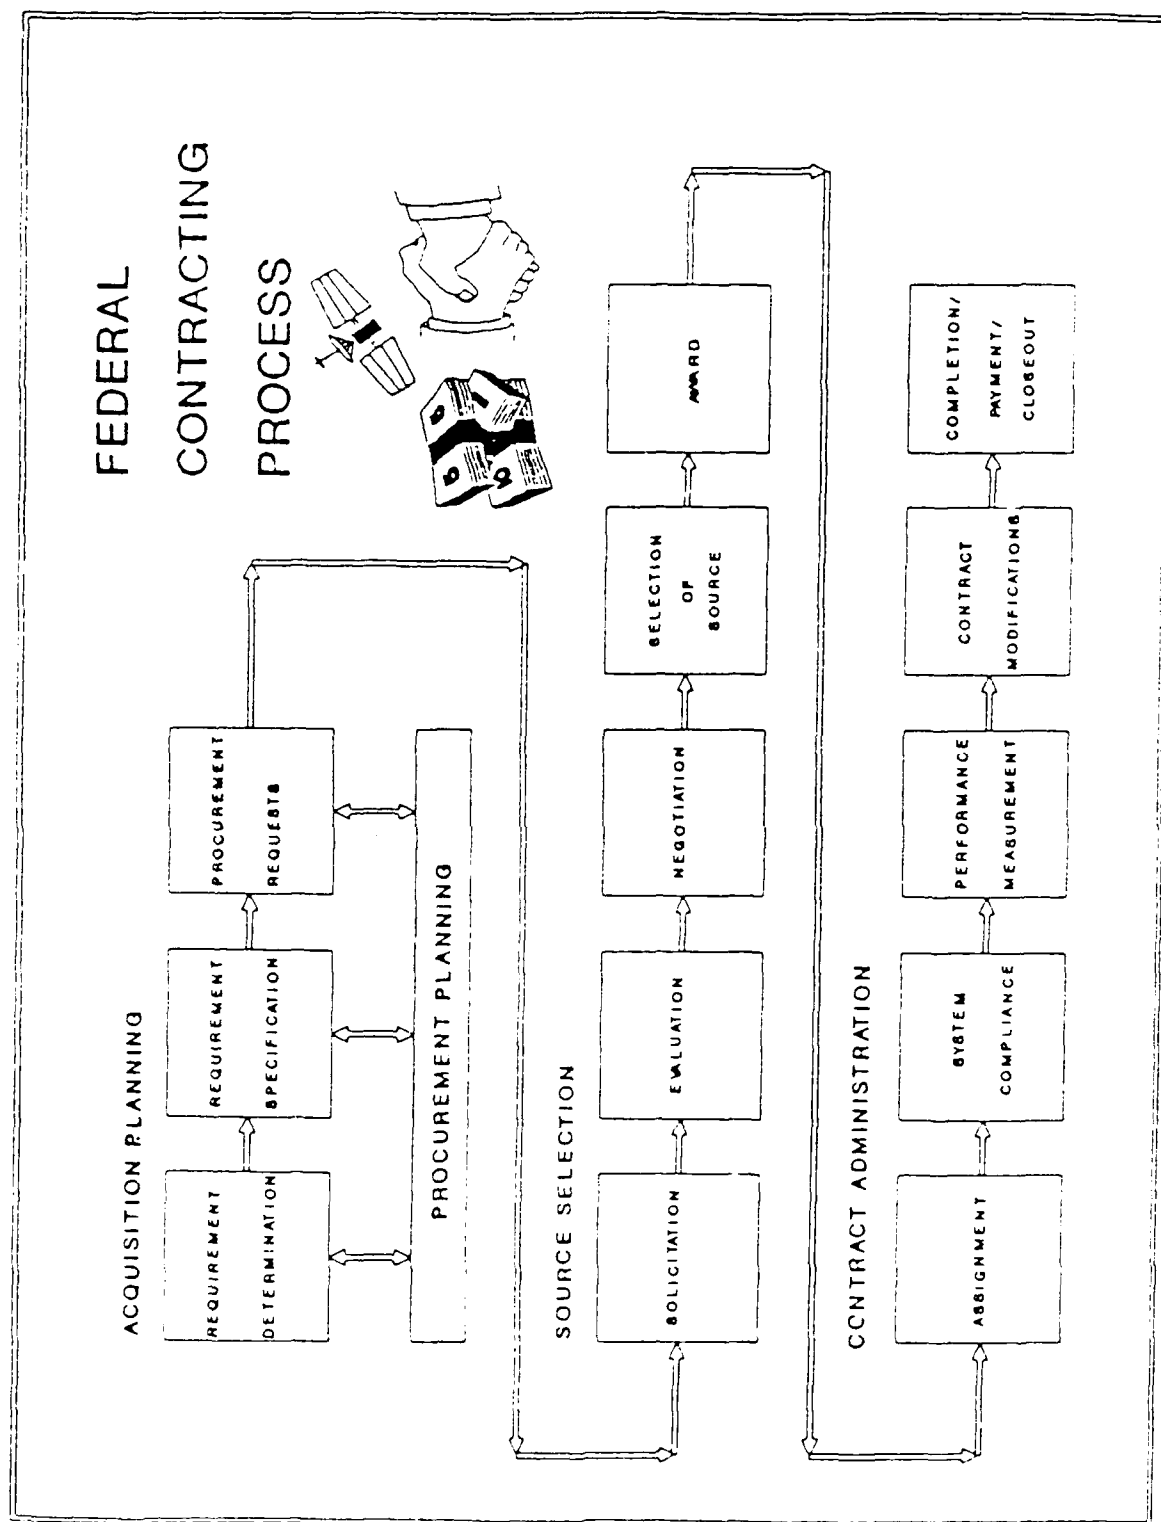 FEDERAL
CONTRACTING
PROCESS
ACQUISITION PLANNING
REQUIREMENT
DETERMINATION
REQUIREMENT
SPECIFICATION
PROCUREMENT
REQUESTS
PROCUREMENT PLANNING
SOURCE SELECTION
SOLICITATION
EVALUATION
NEGOTIATION
SELECTION
OF
SOURCE
AWARD
CONTRACT ADMINISTRATION
ASSIGNMENT
SYSTEM
COMPLIANCE
PERFORMANCE
MEASUREMENT
CONTRACT
MODIFICATIONS
COMPLETION/
PAYMENT/
CLOSEOUT